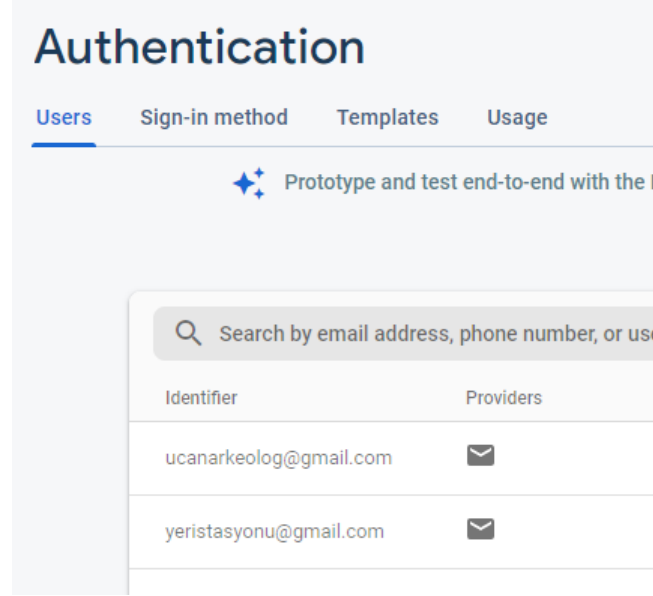 Authentication
Users Sign-in method Templates Usage
Prototype and test end-to-end with the
Search by email address, phone number, or
Identifier Providers
ucanarkeolog@gmail.com
yeristasyonu@gmail.com